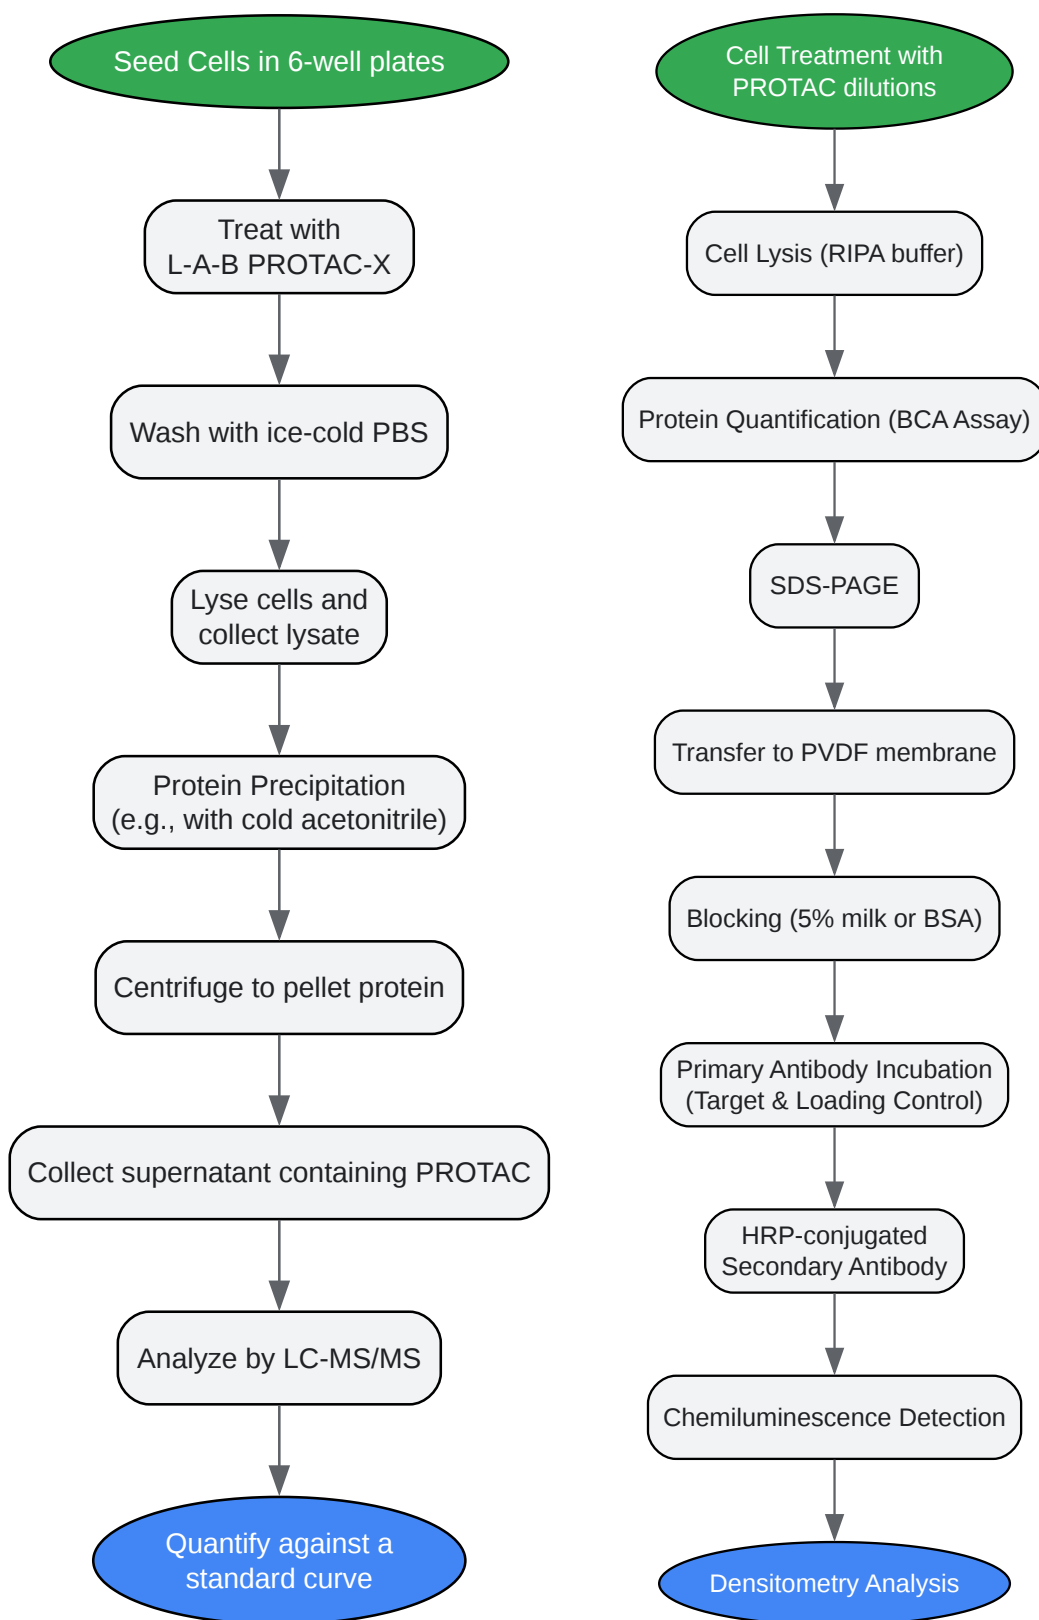 Seed Cells in 6-well plates
Treat with
L-A-B PROTAC-X
Wash with ice-cold PBS
Lyse cells and
collect lysate
Protein Precipitation
(e.g., with cold acetonitrile)
Centrifuge to pellet protein
Collect supernatant containing PROTAC
Analyze by LC-MS/MS
Quantify against a
standard curve
Cell Treatment with
PROTAC dilutions
Cell Lysis (RIPA buffer)
Protein Quantification (BCA Assay)
SDS-PAGE
Transfer to PVDF membrane
Blocking (5% milk or BSA)
Primary Antibody Incubation
(Target & Loading Control)
HRP-conjugated
Secondary Antibody
Chemiluminescence Detection
Densitometry Analysis